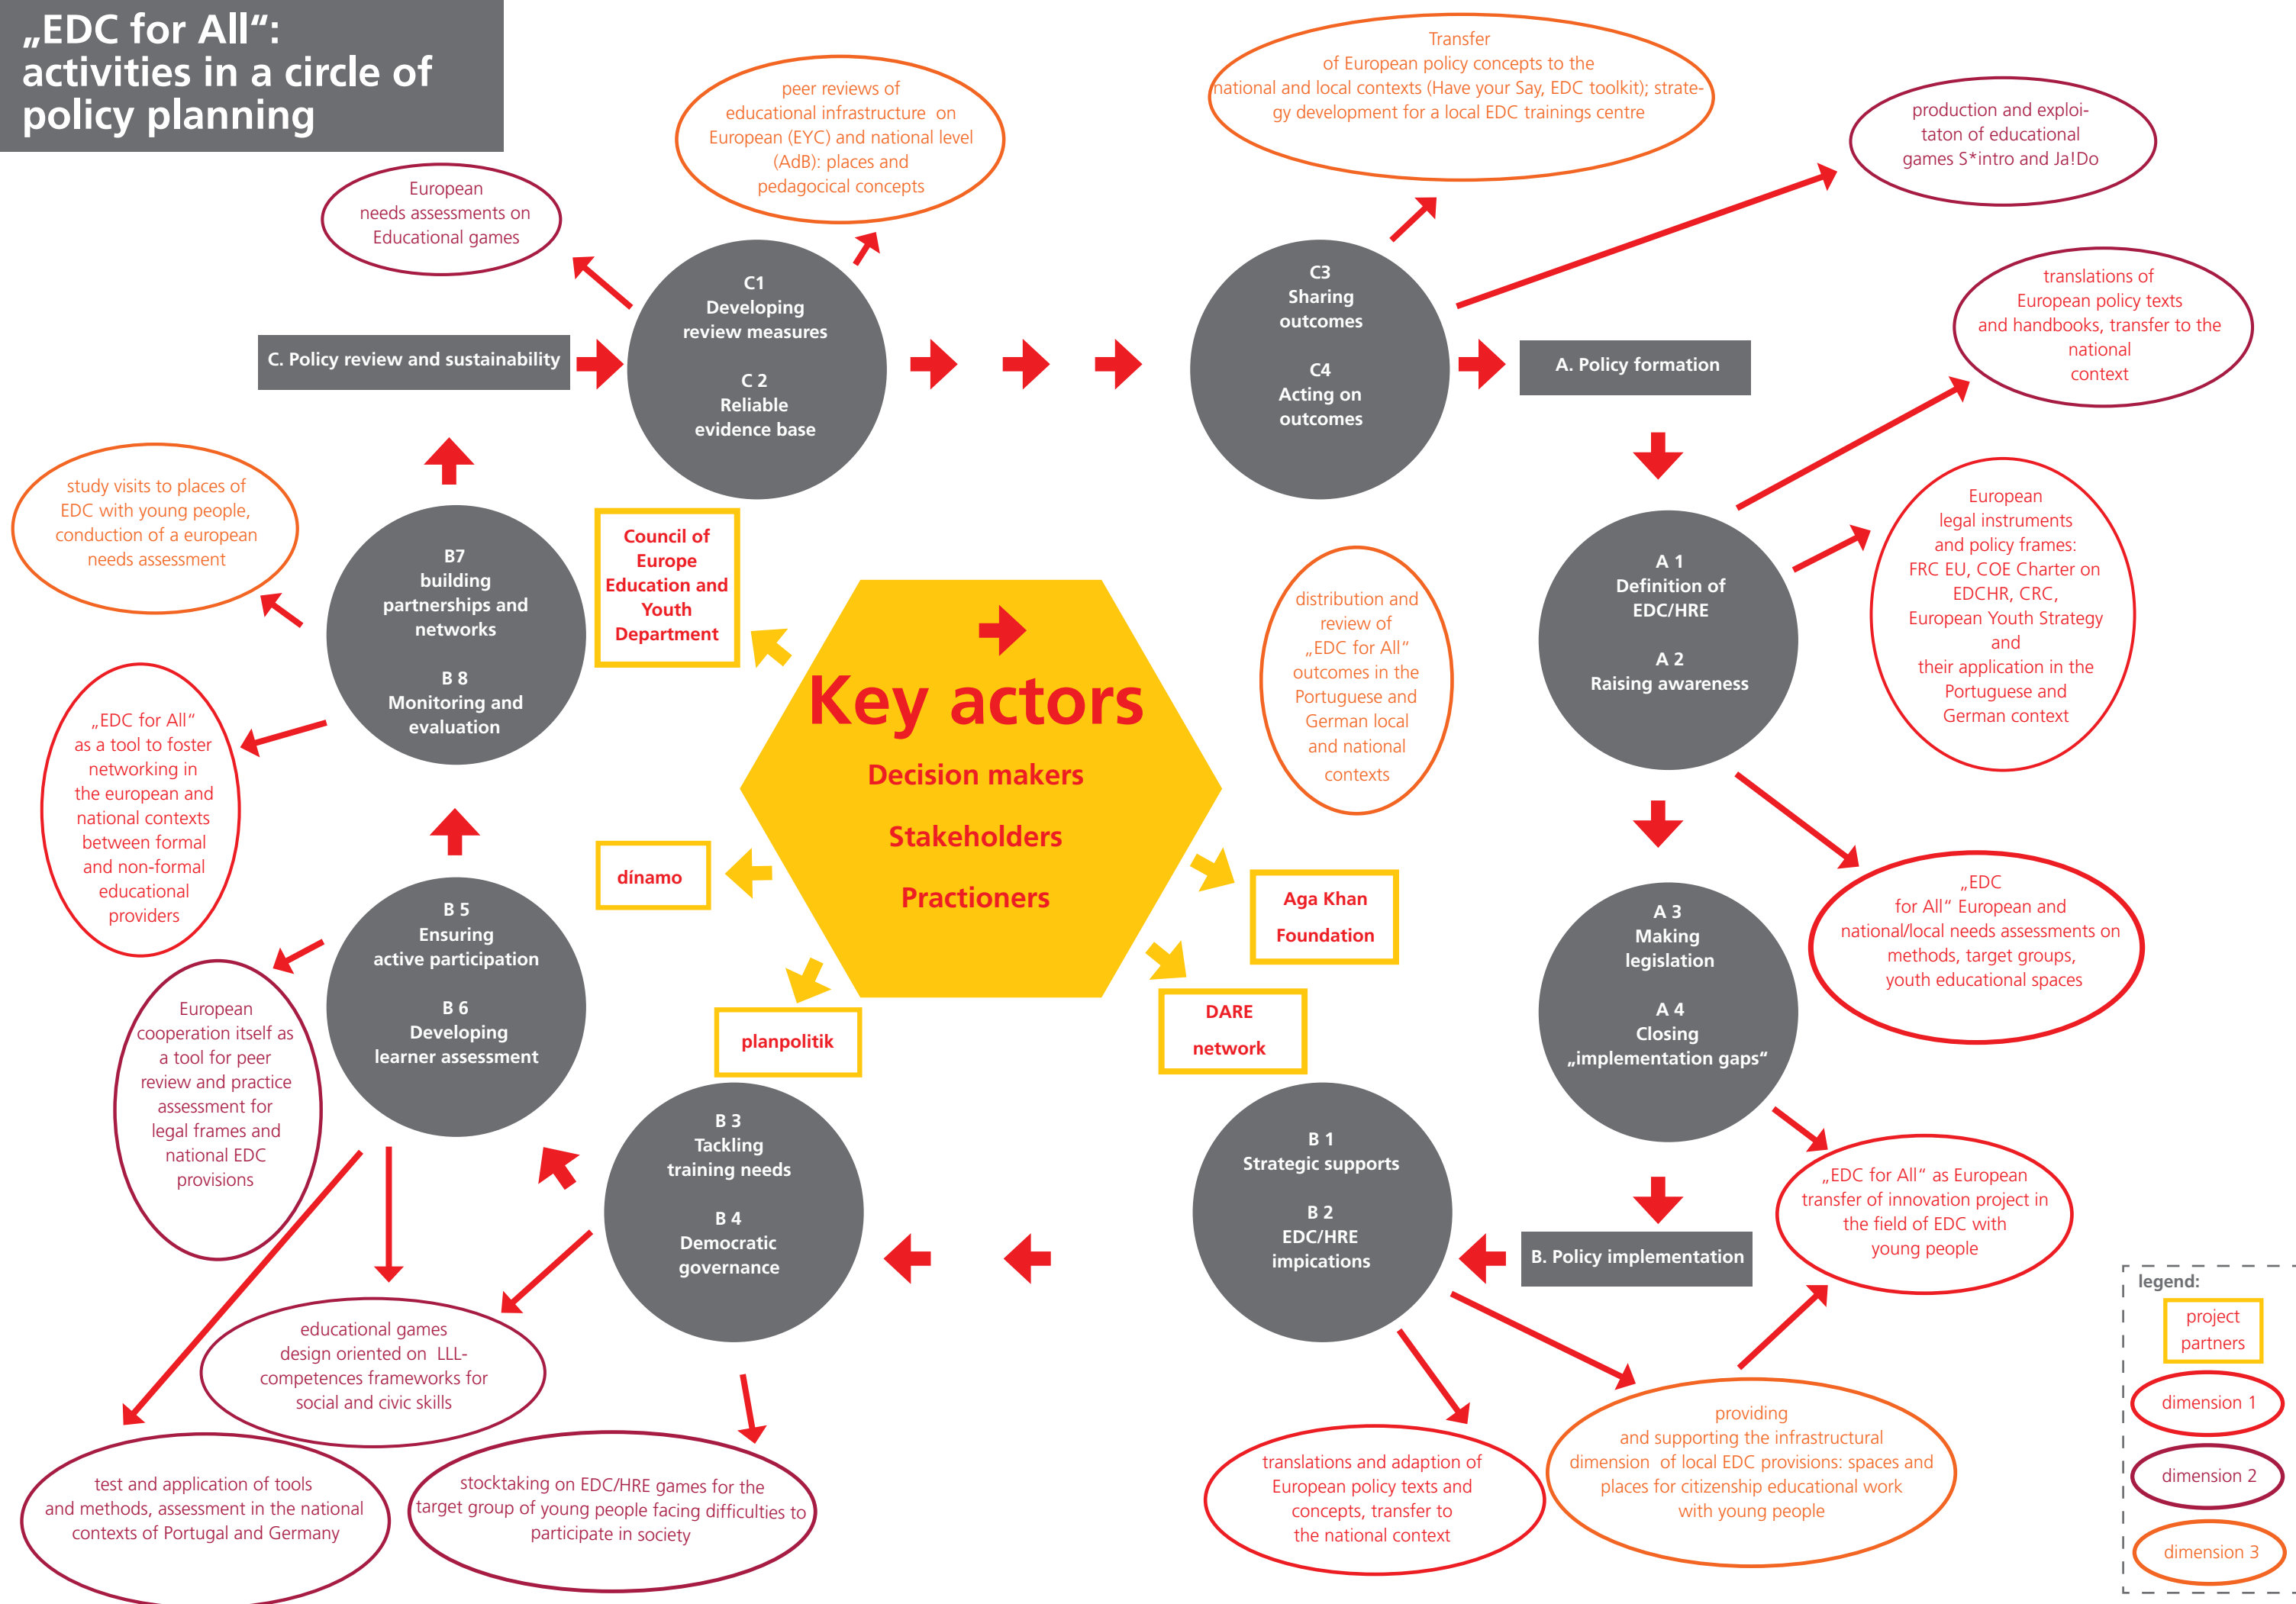 „EDC for All“:
activities in a circle of
policy planning
peer reviews of
educational infrastructure on
European (EYC) and national level
(AdB): places and
pedagocical concepts
Transfer
of European policy concepts to the
national and local contexts (Have your Say, EDC toolkit); strate-
gy development for a local EDC trainings centre
production and exploi-
taton of educational
games S*intro and Ja!Do
European
needs assessments on
Educational games
translations of
European policy texts
and handbooks, transfer to the
national
context
C. Policy review and sustainability
C1
Developing
review measures
C 2
Reliable
evidence base
C3
Sharing
outcomes
C4
Acting on
outcomes
A. Policy formation
study visits to places of
EDC with young people,
conduction of a european
needs assessment
B7
building
partnerships and
networks
B 8
Monitoring and
evaluation
Council of
Europe
Education and
Youth
Department
Key actors
Decision makers
Stakeholders
Practioners
distribution and
review of
„EDC for All“
outcomes in the
Portuguese and
German local
and national
contexts
A 1
Definition of
EDC/HRE
A 2
Raising awareness
European
legal instruments
and policy frames:
FRC EU, COE Charter on
EDCHR, CRC,
European Youth Strategy
and
their application in the
Portuguese and
German context
„EDC for All“
as a tool to foster
networking in
the european and
national contexts
between formal
and non-formal
educational
providers
dínamo
Aga Khan
Foundation
B 5
Ensuring
active participation
B 6
Developing
learner assessment
A 3
Making
legislation
A 4
Closing
„implementation gaps“
„EDC
for All“ European and
national/local needs assessments on
methods, target groups,
youth educational spaces
European
cooperation itself as
a tool for peer
review and practice
assessment for
legal frames and
national EDC
provisions
planpolitik
DARE
network
B 3
Tackling
training needs
B 4
Democratic
governance
B 1
Strategic supports
B 2
EDC/HRE
impications
B. Policy implementation
„EDC for All“ as European
transfer of innovation project in
the field of EDC with
young people
educational games
design oriented on LLL-
competences frameworks for
social and civic skills
test and application of tools
and methods, assessment in the national
contexts of Portugal and Germany
stocktaking on EDC/HRE games for the
target group of young people facing difficulties to
participate in society
translations and adaption of
European policy texts and
concepts, transfer to
the national context
providing
and supporting the infrastructural
dimension of local EDC provisions: spaces and
places for citizenship educational work
with young people
legend:
project
partners
dimension 1
dimension 2
dimension 3